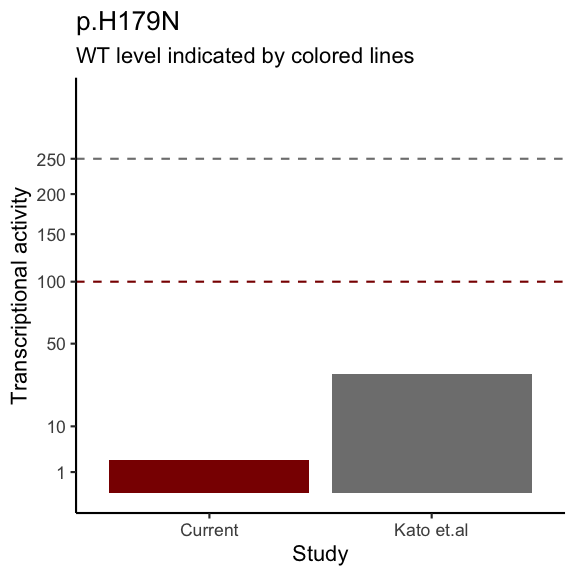 p.H179N
WT level indicated by colored lines
Transcriptional activity
250
200
150
100
50
10
1
Current
Kato et.al
Study